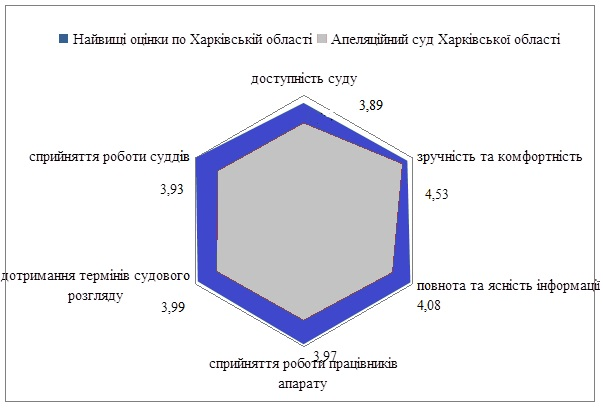 Найвищі оцінки по Харківській області Апеляційний суд Харківської області
доступність суду
3,89
сприйняття роботи суддів
зручність та комфортність
3,93
4,53
дотримання термінів судового
розгляду
повнота та ясність інформації
3,99
4,08
3,97
сприйняття роботи працівників
апарату